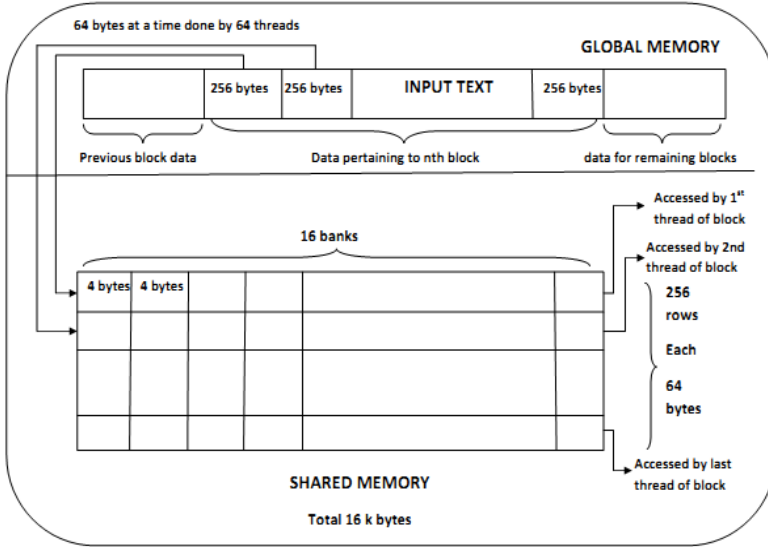 64 bytes at a time done by 64 threads
GLOBAL MEMORY
256 bytes
256 bytes
INPUT TEXT
256 bytes
Previous block data
Data pertaining to nth block
data for remaining blocks
Accessed by 1st
thread of block
16 banks
Accessed by 2nd
thread of block
4 bytes
4 bytes
256
rows
Each
64
bytes
Accessed by last
thread of block
SHARED MEMORY
Total 16 k bytes